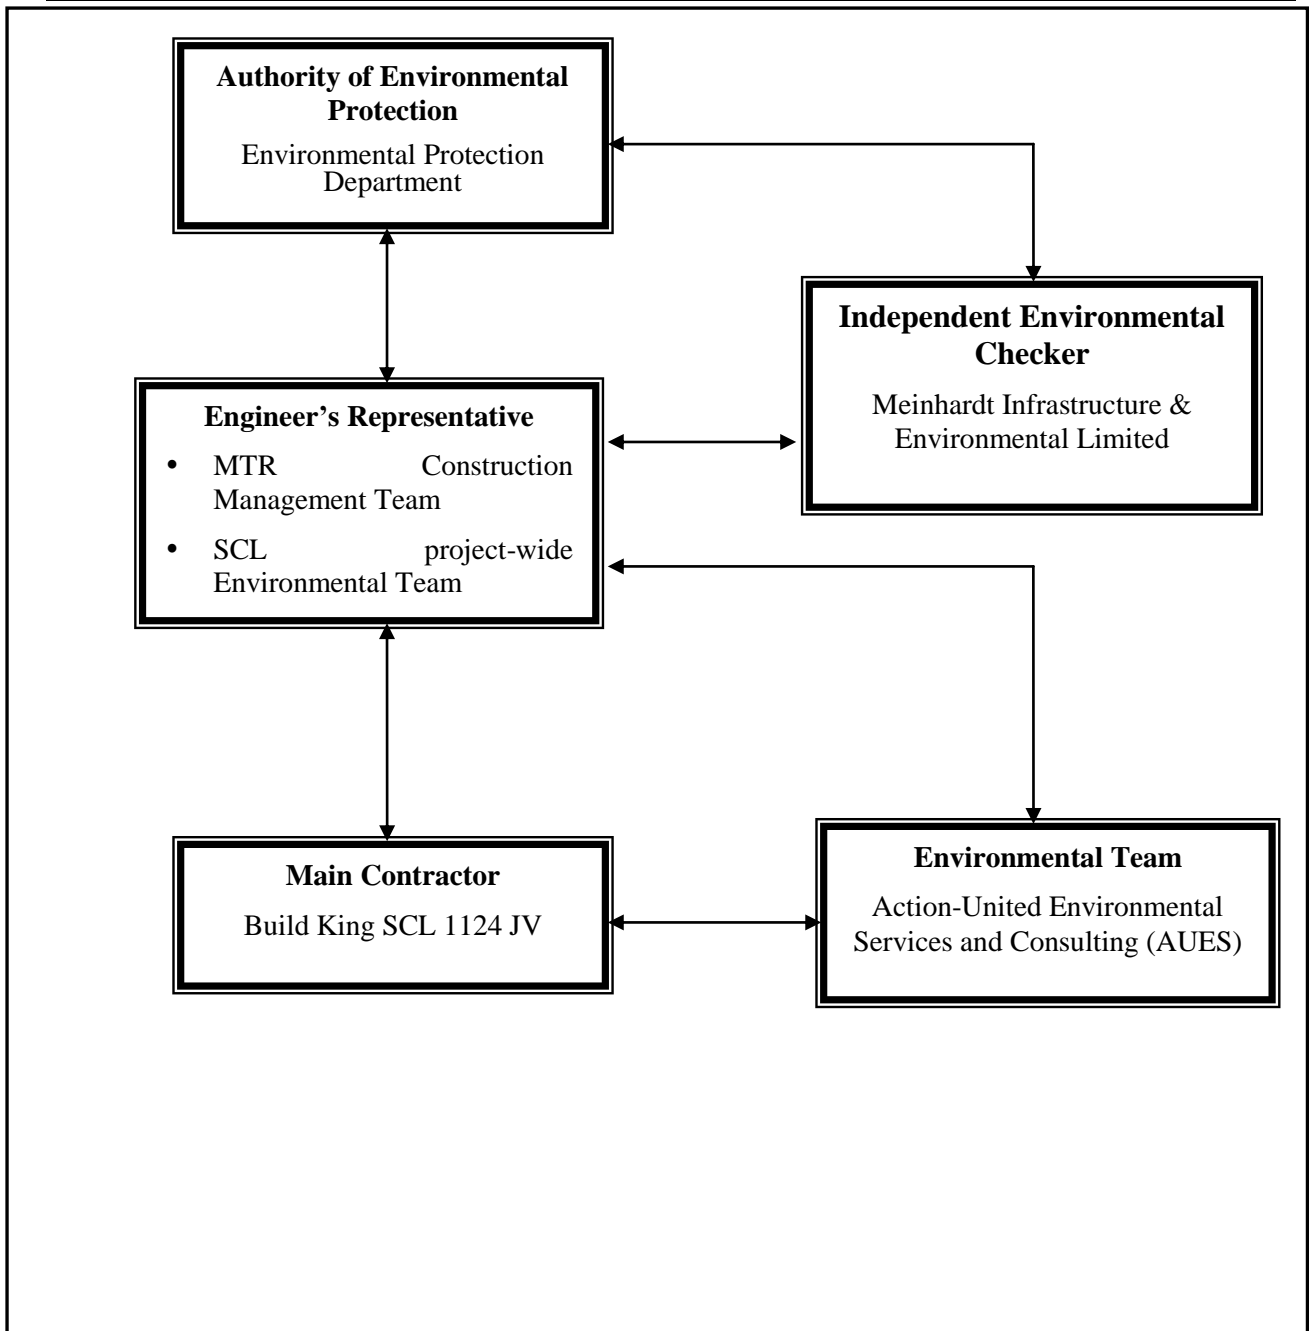 Authority of Environmental
Protection
Environmental Protection
Department
Independent Environmental
Checker
Meinhardt Infrastructure &
Environmental Limited
Engineer’s Representative
• MTR Construction
Management Team
• SCL project-wide
Environmental Team
Main Contractor
Build King SCL 1124 JV
Environmental Team
Action-United Environmental
Services and Consulting (AUES)